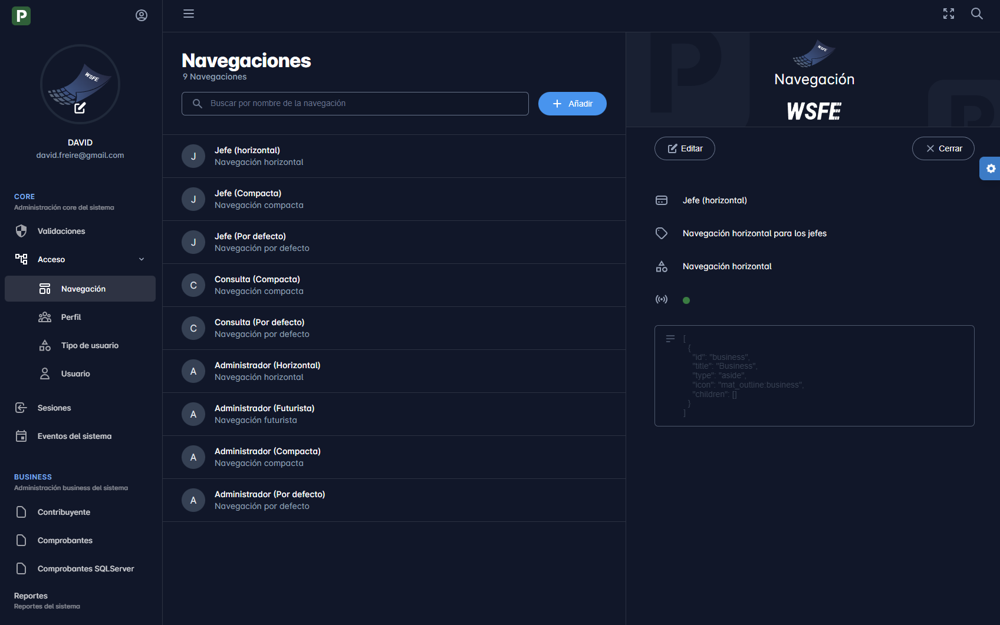 P
WSFE
DAVID
david.freire@gmail.com
CORE
Administración core del sistema
Validaciones
Acceso
Navegación
Perfil
Tipo de usuario
Usuario
Sesiones
Eventos del sistema
BUSINESS
Administración business del sistema
Contribuyente
Comprobantes
Comprobantes SQLServer
Reportes
Reportes del sistema
Navegaciones
9 Navegaciones
Buscar por nombre de la navegación
Añadir
J
Jefe (horizontal)
Navegación horizontal
J
Jefe (Compacta)
Navegación compacta
J
Jefe (Por defecto)
Navegación por defecto
C
Consulta (Compacta)
Navegación compacta
C
Consulta (Por defecto)
Navegación por defecto
A
Administrador (Horizontal)
Navegación horizontal
A
Administrador (Futurista)
Navegación futurista
A
Administrador (Compacta)
Navegación compacta
A
Administrador (Por defecto)
Navegación por defecto
P
P
WSFE
Navegación
WSFE
Editar
Cerrar
Jefe (horizontal)
Navegación horizontal para los jefes
Navegación horizontal
[
{
"id": "business",
"title": "Business",
"type": "aside",
"icon": "mat_outline:business",
"children": []
}
]